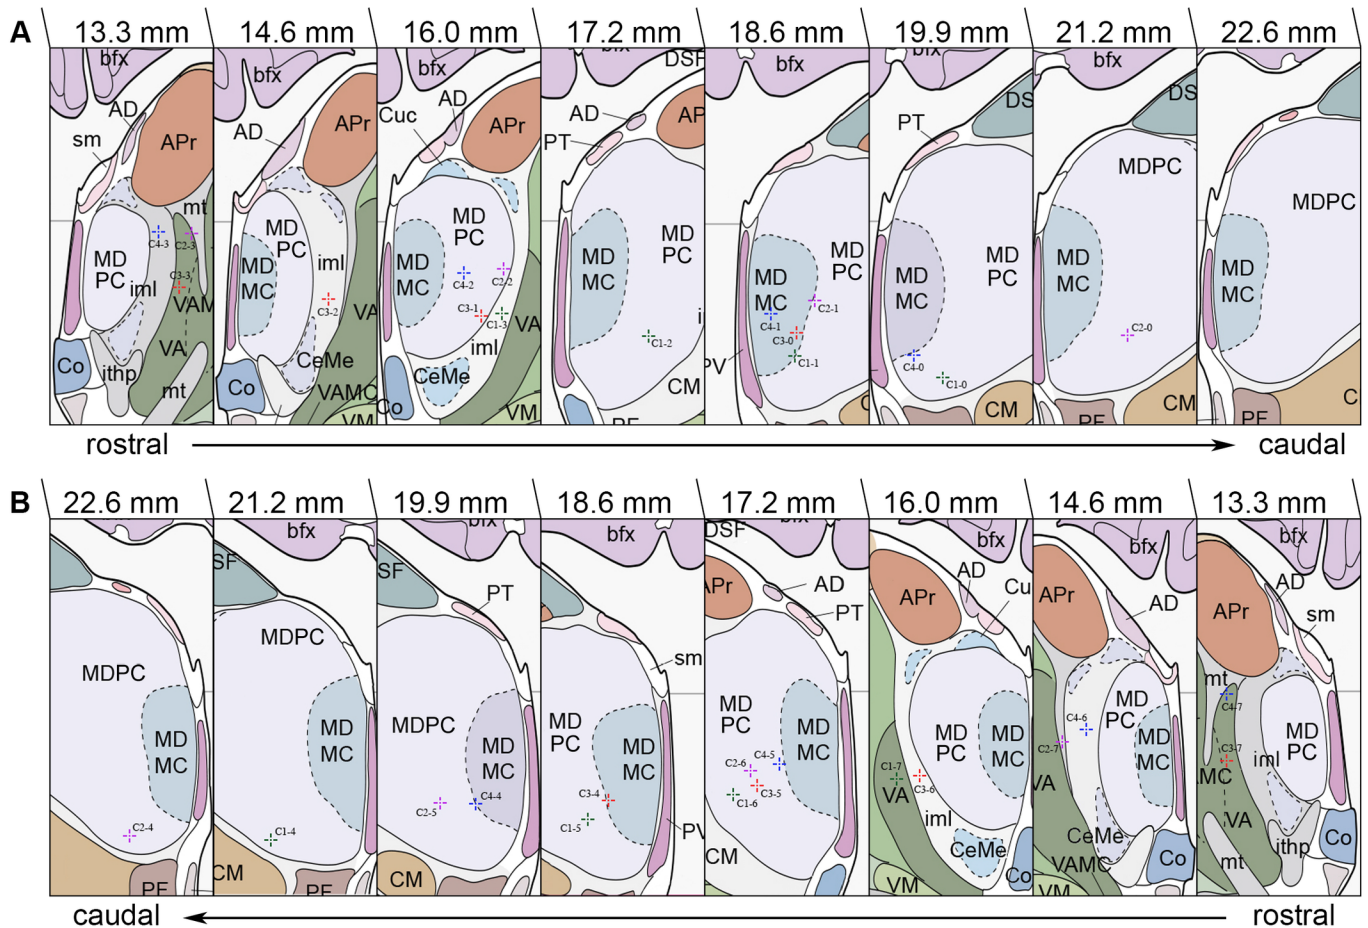 A
13.3 mm
14.6 mm
16.0 mm
17.2 mm
18.6 mm
19.9 mm
21.2 mm
22.6 mm
bfx
AD
APr
sm
mt
C4-3
C2-3
MD
PC
C3-3
iml
VAM
VA
Co
ithp
mt
bfx
AD
APr
MD
PC
MD
MC
iml
C3-2
VA
CeMe
Co
VAMC
VM
bfx
Cuc
AD
APr
MD
PC
MD
MC
C4-2
C2-2
C3-1
C1-3
VA
iml
CeMe
Co
VM
DSF
AD
AP
PT
MD
PC
MD
MC
C1-2
CM
PF
bfx
MD
PC
MD
MC
C2-1
C4-1
C3-0
C1-1
PV
C
bfx
DS
PT
MD
PC
MD
MC
C4-0
C1-0
CM
bfx
DS
MDPC
MD
MC
C2-0
CM
PF
MDPC
MD
MC
C
PF
rostral
caudal
B
22.6 mm
21.2 mm
19.9 mm
18.6 mm
17.2 mm
16.0 mm
14.6 mm
13.3 mm
MDPC
MD
MC
C2-4
PF
bfx
SF
MDPC
MD
MC
C1-4
CM
PF
bfx
SF
PT
MDPC
MD
MC
C2-5
C4-4
CM
bfx
sm
MD
PC
MD
MC
C3-4
C1-5
PV
DSF
bfx
APr
AD
PT
MD
PC
MD
MC
C2-6
C4-5
C3-5
C1-6
CM
bfx
AD
Cu
APr
MD
PC
MD
MC
C1-7
C3-6
VA
iml
CeMe
Co
VM
bfx
APr
AD
MD
PC
C4-6
C2-7
MD
MC
VA
CeMe
VAMC
Co
VM
bfx
AD
APr
sm
mt
C4-7
MD
PC
C3-7
iml
MC
VA
Co
ithp
mt
caudal
rostral